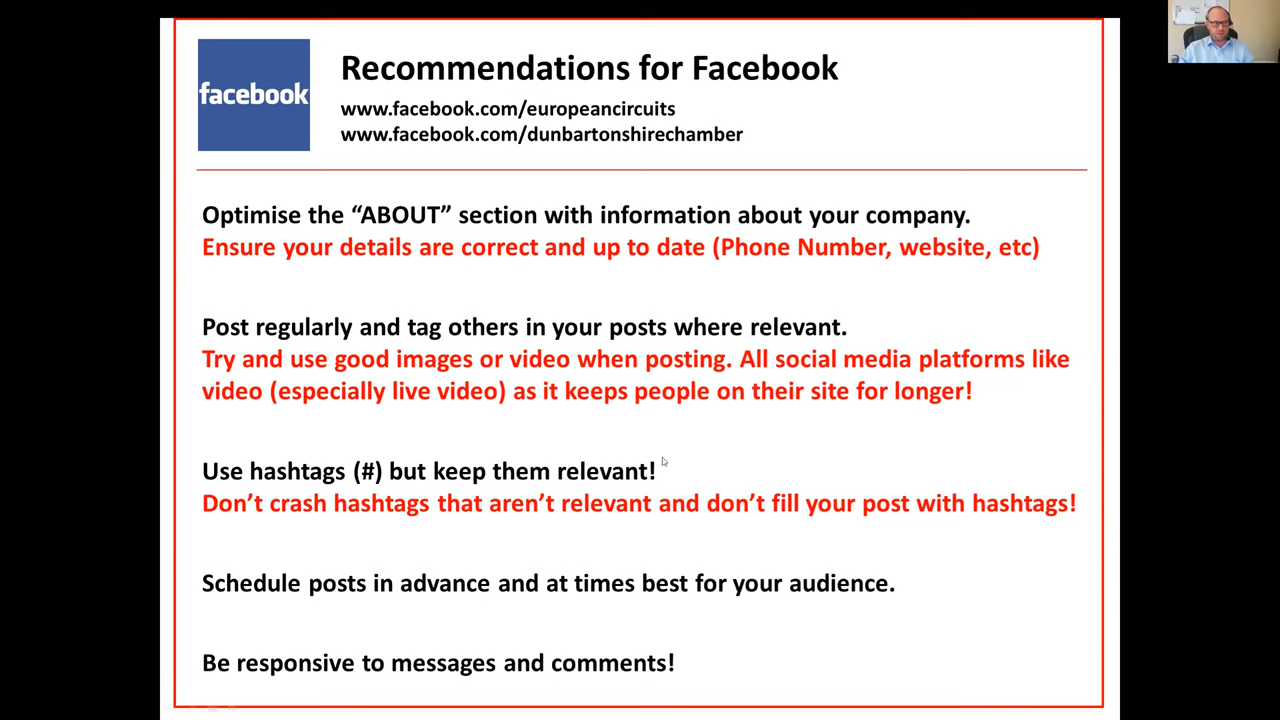 facebook
Recommendations for Facebook
www.facebook.com/europeancircuits
www.facebook.com/dunbartonshirechamber
Optimise the “ABOUT” section with information about your company.
Ensure your details are correct and up to date (Phone Number, website, etc)
Post regularly and tag others in your posts where relevant.
Try and use good images or video when posting. All social media platforms like
video (especially live video) as it keeps people on their site for longer!
Use hashtags (#) but keep them relevant!
Don’t crash hashtags that aren’t relevant and don’t fill your post with hashtags!
Schedule posts in advance and at times best for your audience.
Be responsive to messages and comments!